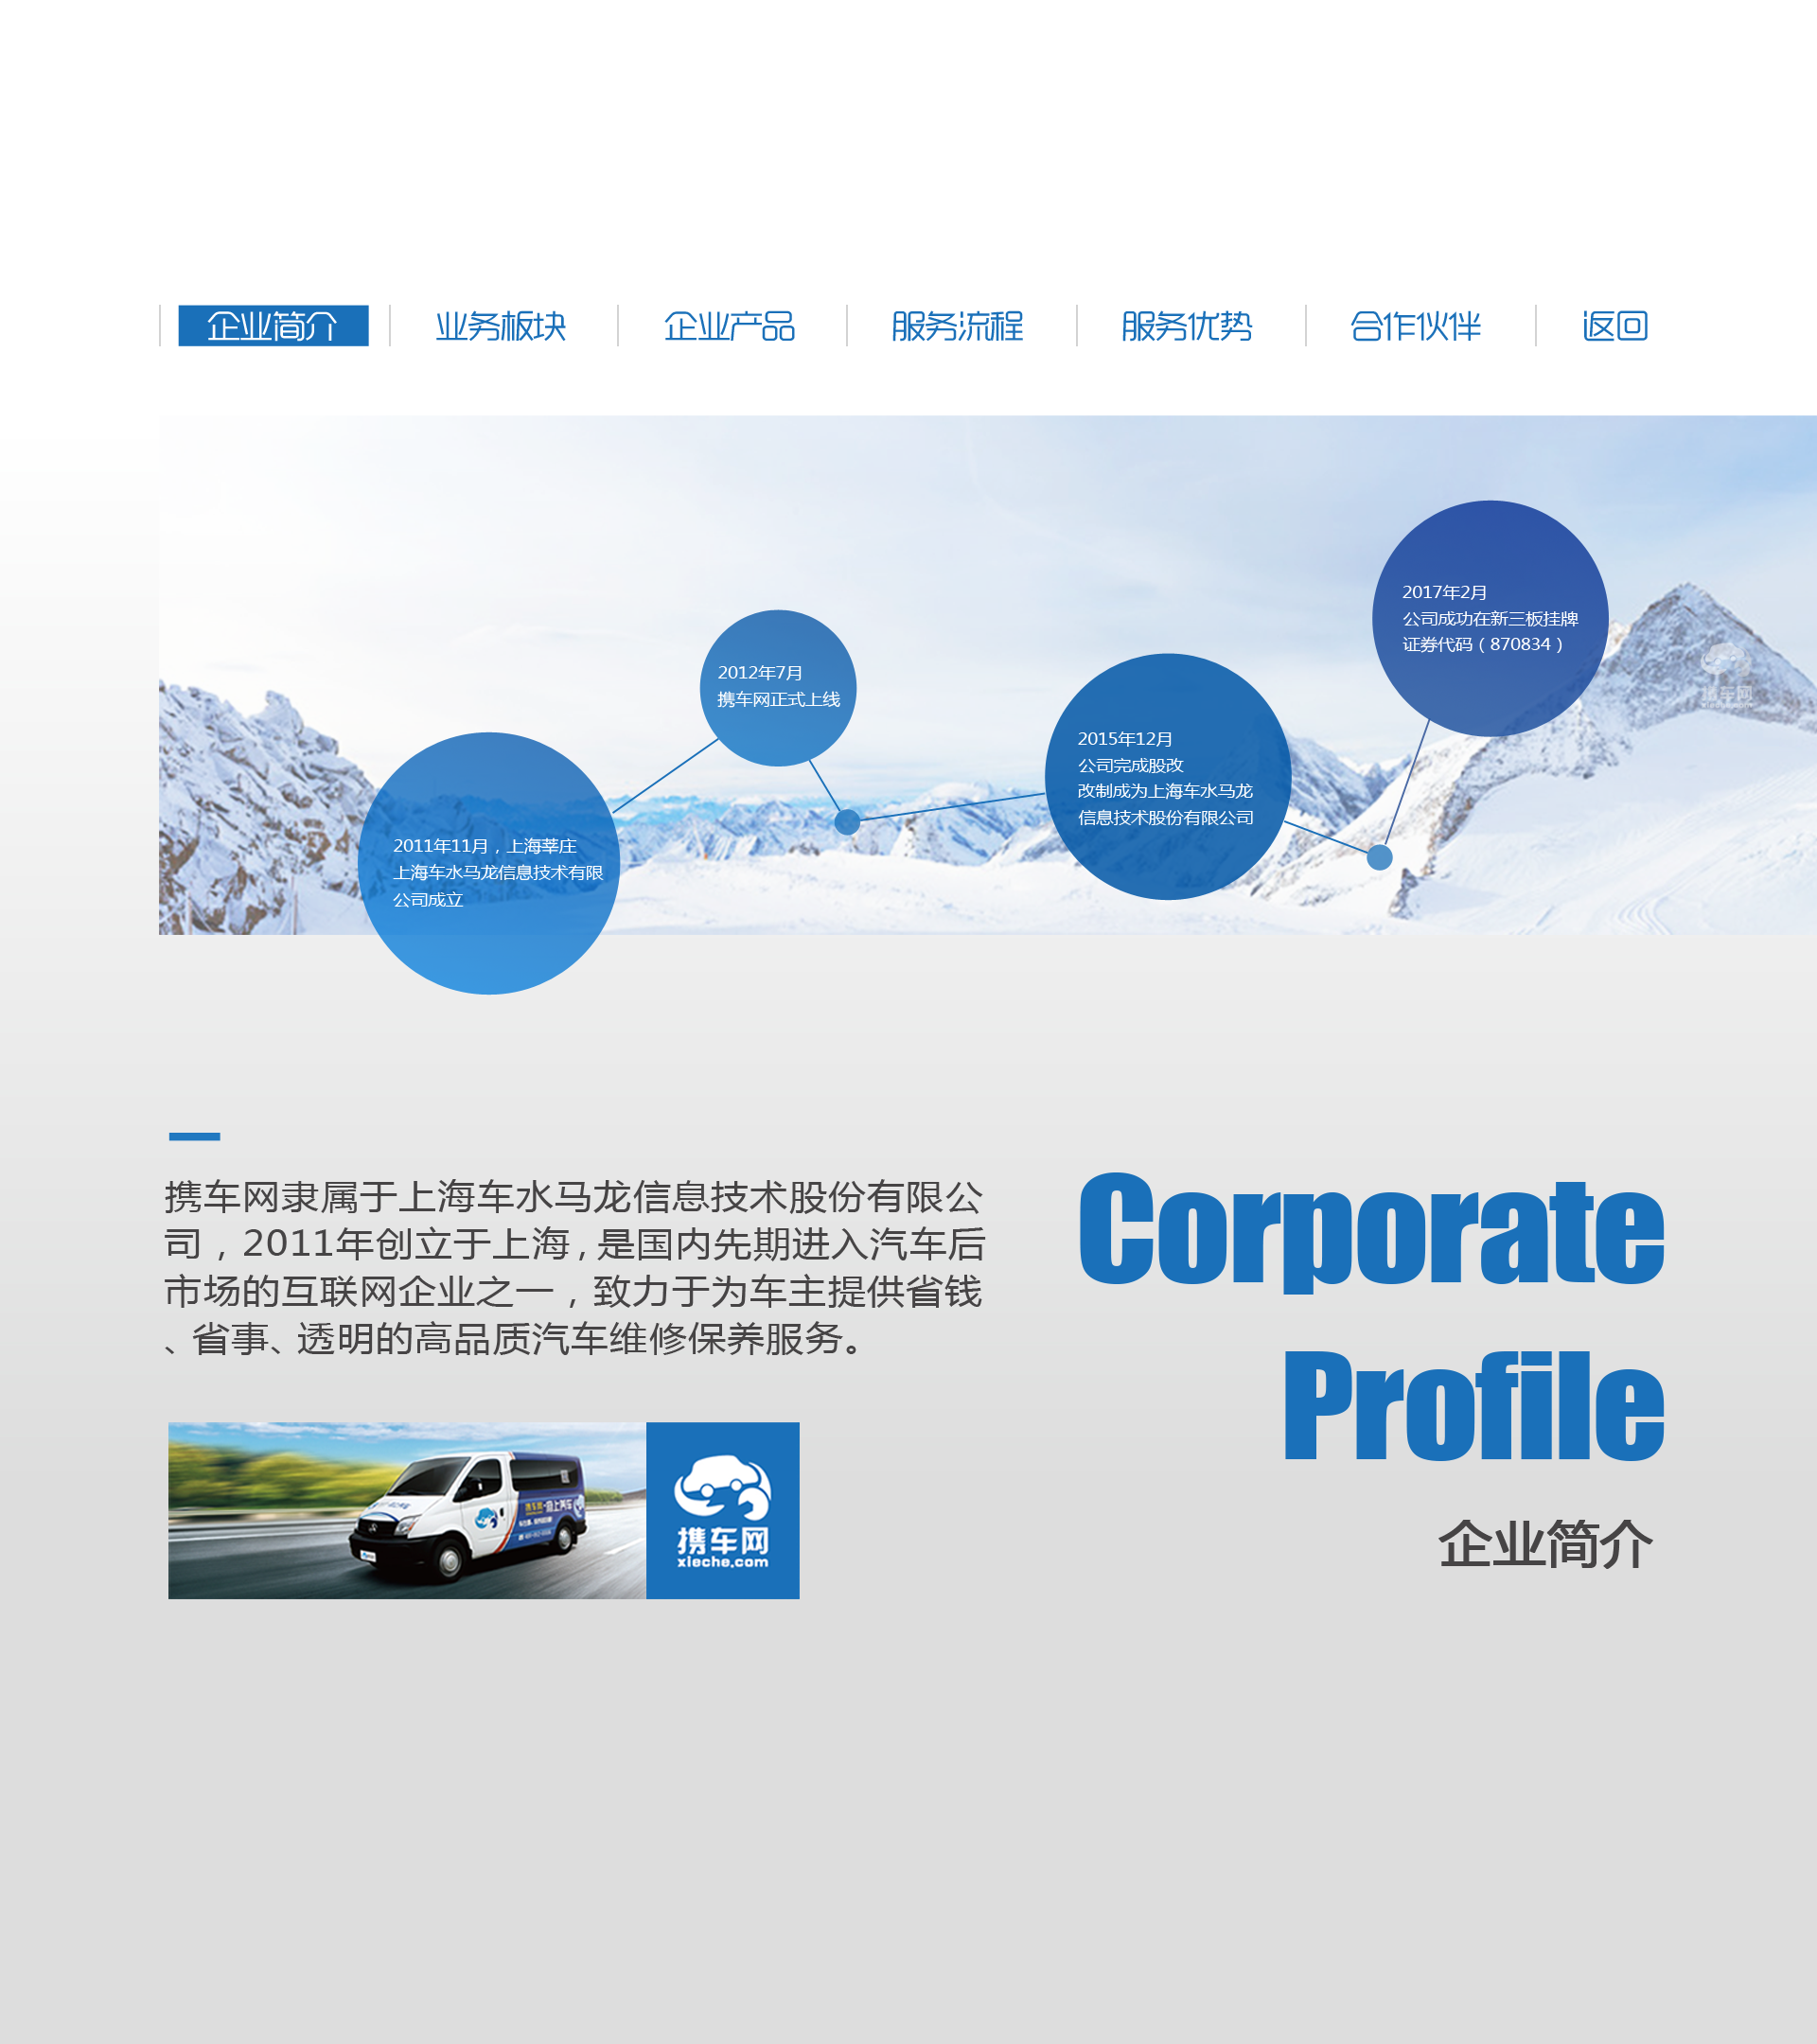 企业简介
业务板块
企业产品
服务流程
服务优势
合作伙伴
返回
2017年2月
公司成功在新三板挂牌
证券代码（870834）
2012年7月
携车网正式上线
2015年12月
公司完成股改
改制成为上海车水马龙
信息技术股份有限公司
2011年11月，上海莘庄
上海车水马龙信息技术有限
公司成立
携车网
携车网隶属于上海车水马龙信息技术股份有限公
司，2011年创立于上海，是国内先期进入汽车后
市场的互联网企业之一，致力于为车主提供省钱
、省事、透明的高品质汽车维修保养服务。
Corporate
Profile
企业简介
携车网
xieche.com